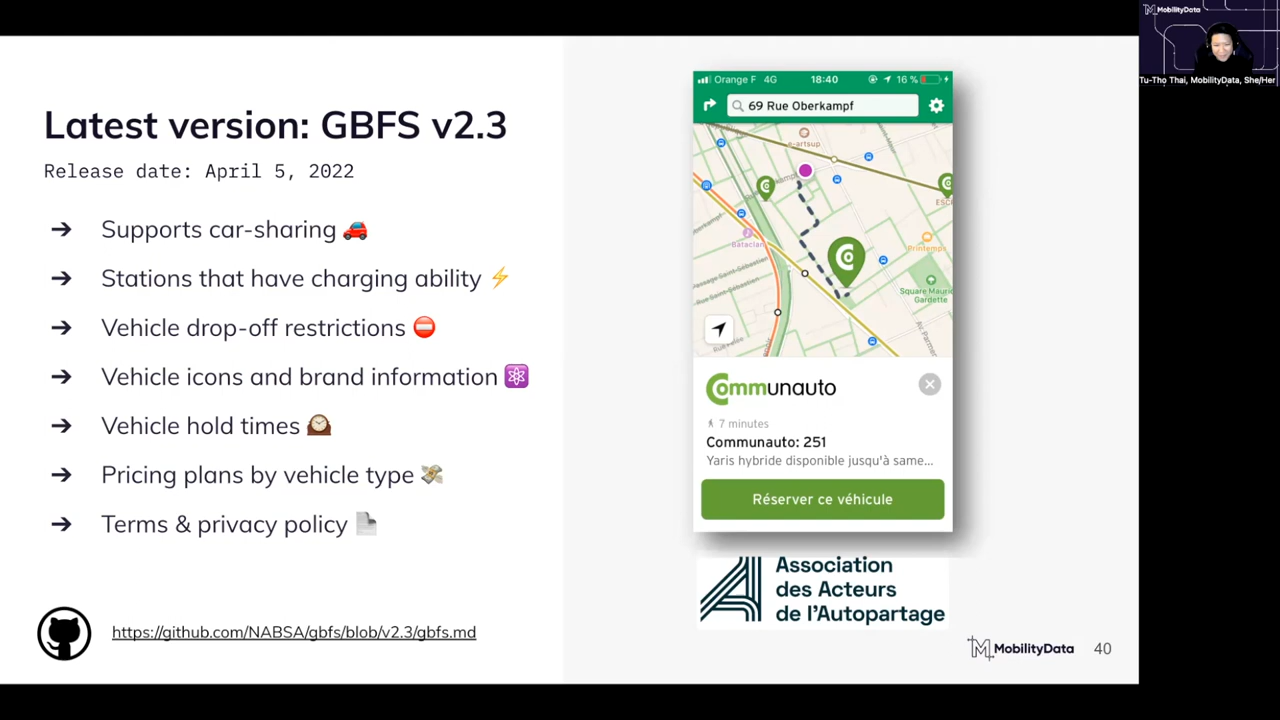 Latest version: GBFS v2.3
Release date: April 5, 2022
➔ Supports car-sharing 🚗
➔ Stations that have charging ability ⚡
➔ Vehicle drop-off restrictions ⛔
➔ Vehicle icons and brand information ⚛️
➔ Vehicle hold times 🕰️
➔ Pricing plans by vehicle type 💸
➔ Terms & privacy policy 📄
https://github.com/NABSA/gbfs/blob/v2.3/gbfs.md
Orange F 4G 18:40 16 %
69 Rue Oberkampf
e-artsup
Bataclan
Printemps
Square Mauric
Gardette
Communauto
7 minutes
Communauto: 251
Yaris hybride disponible jusqu'à same...
Réserver ce véhicule
Association
des Acteurs
de l'Autopartage
MobilityData 40
MobilityData
Tu-Tho Thai, MobilityData, She/Her